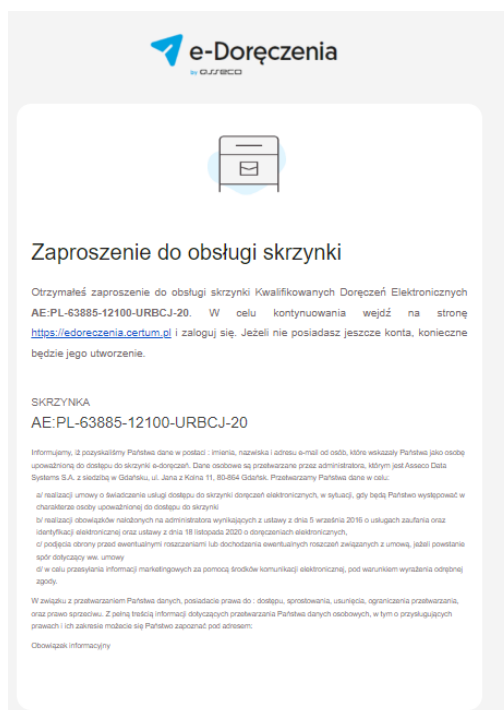 e-Doręczenia
by asseco
Zaproszenie do obsługi skrzynki
Otrzymałeś zaproszenie do obsługi skrzynki Kwalifikowanych Doręczeń Elektronicznych
AE:PL-63885-12100-URBCJ-20. W celu kontynuowania wejdź na stronę
https://edoreczenia.certum.pl i zaloguj się. Jeżeli nie posiadasz jeszcze konta, konieczne
będzie jego utworzenie.
SKRZYNKA
AE:PL-63885-12100-URBCJ-20
Informujemy, iż pozyskaliśmy Państwa dane w postaci : imienia, nazwiska i adresu e-mail od osób, które wskazały Państwa jako osobę
upoważnioną do dostępu do skrzynki e-doręczeń. Dane osobowe są przetwarzane przez administratora, którym jest Asseco Data
Systems S.A. z siedzibą w Gdańsku, ul. Jana z Kolna 11, 80-864 Gdańsk. Przetwarzamy Państwa dane w celu:
a/ realizacji umowy o świadczenie usługi dostępu do skrzynki doręczeń elektronicznych, w sytuacji, gdy będą Państwo występować w
charakterze osoby upoważnionej do dostępu do skrzynki
b/ realizacji obowiązków nałożonych na administratora wynikających z ustawy z dnia 5 września 2016 o usługach zaufania oraz
identyfikacji elektronicznej oraz ustawy z dnia 18 listopada 2020 o doręczeniach elektronicznych,
c/ podjęcia obrony przed ewentualnymi roszczeniami lub dochodzenia ewentualnych roszczeń związanych z umową, jeżeli powstanie
spór dotyczący ww. umowy
d/ w celu przesyłania informacji marketingowych za pomocą środków komunikacji elektronicznej, pod warunkiem wyrażenia odrębnej
zgody.
W związku z przetwarzaniem Państwa danych, posiadacie prawa do : dostępu, sprostowania, usunięcia, ograniczenia przetwarzania,
oraz prawo sprzeciwu. Z pełną treścią informacji dotyczących przetwarzania Państwa danych osobowych, w tym o przysługujących
prawach i ich zakresie możecie się Państwo zapoznać pod adresem:
Obowiązek informacyjny